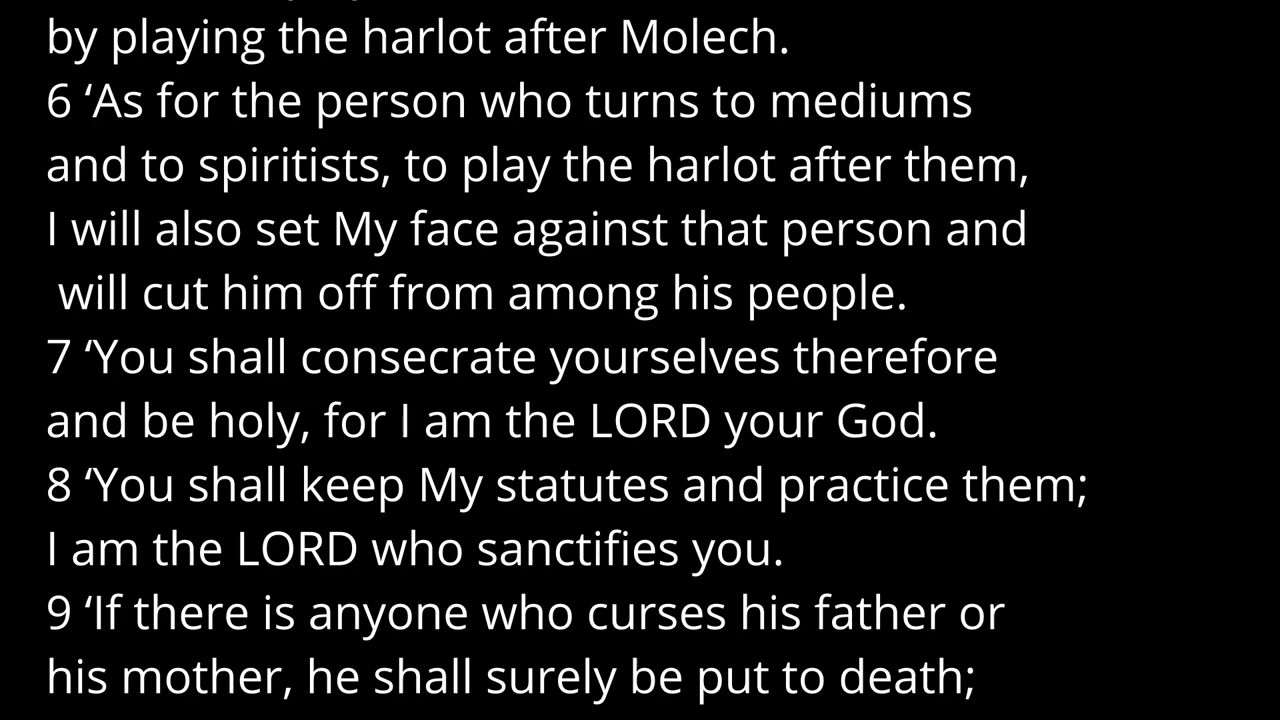 by playing the harlot after Molech.
6 ‘As for the person who turns to mediums
and to spiritists, to play the harlot after them,
I will also set My face against that person and
will cut him off from among his people.
7 ‘You shall consecrate yourselves therefore
and be holy, for I am the LORD your God.
8 ‘You shall keep My statutes and practice them;
I am the LORD who sanctifies you.
9 ‘If there is anyone who curses his father or
his mother, he shall surely be put to death;